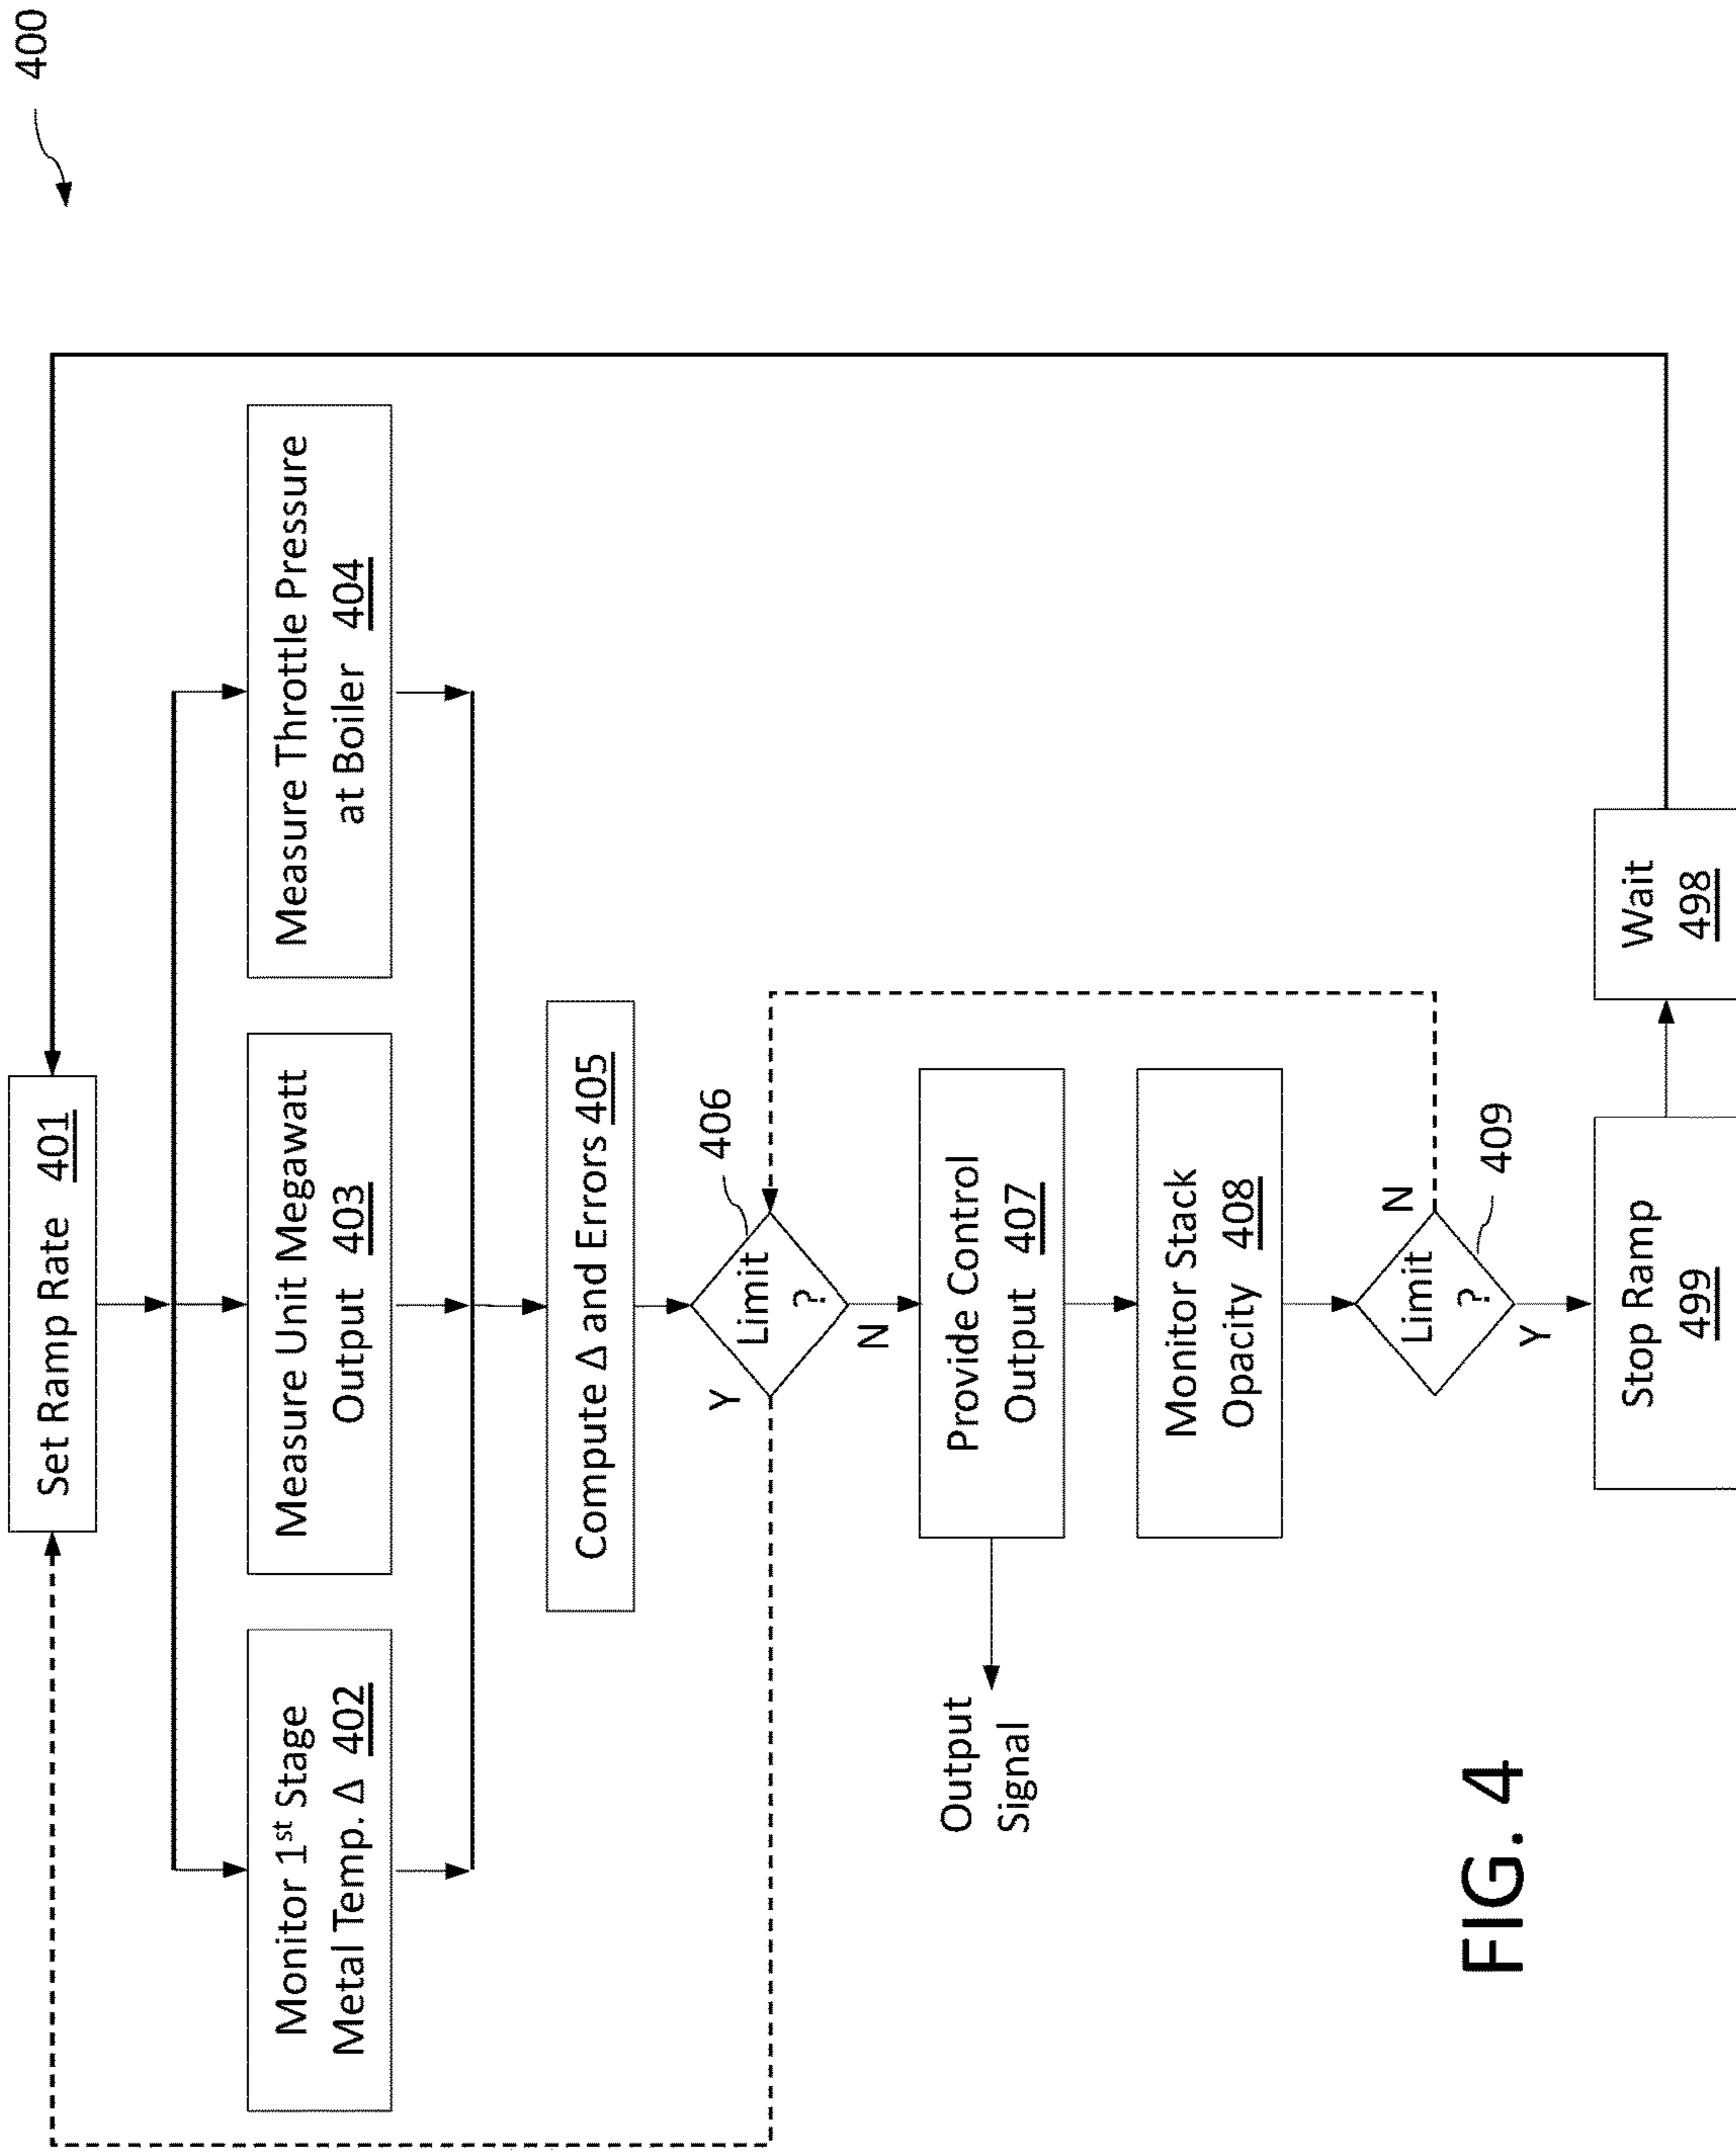 400
Set Ramp Rate 401
Monitor 1st Stage
Metal Temp. Δ 402
Measure Unit Megawatt
Output 403
Measure Throttle Pressure
at Boiler 404
Compute Δ and Errors 405
406
Limit
?
Y
N
Provide Control
Output 407
Output
Signal
Monitor Stack
Opacity 408
Limit
?
N
409
Y
Stop Ramp
499
Wait
498
FIG. 4